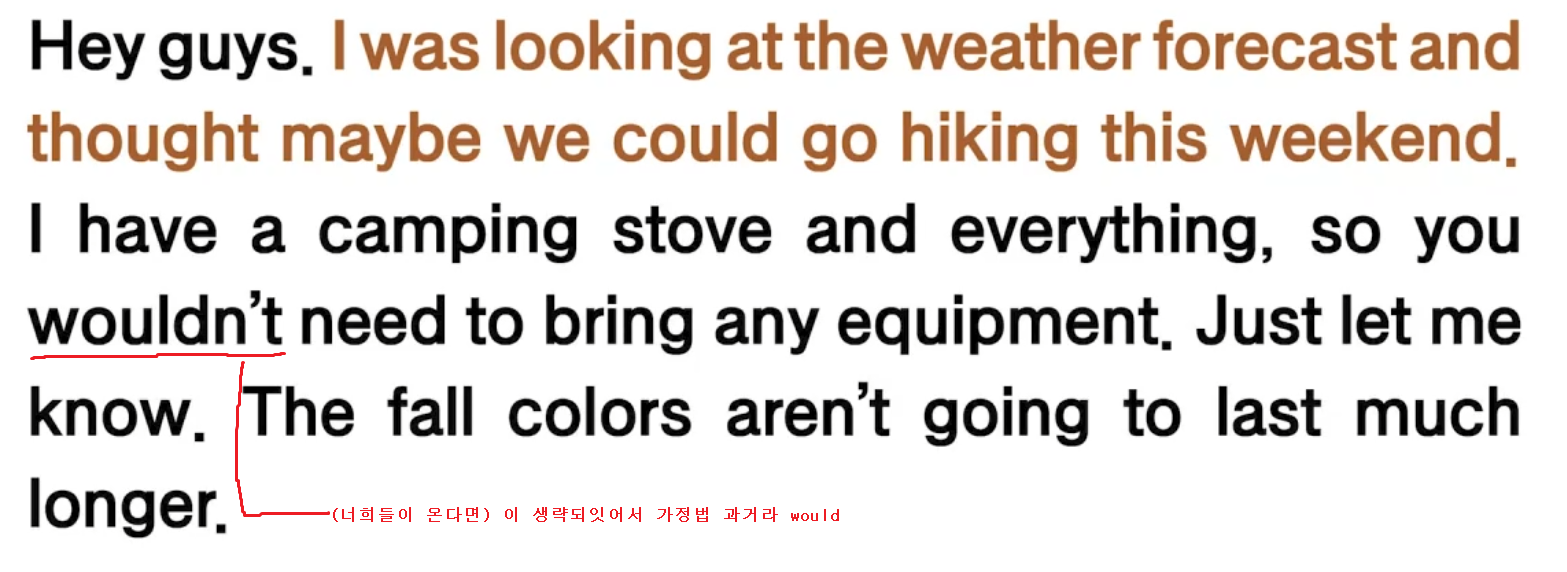 Hey guys. I was looking at the weather forecast and
thought maybe we could go hiking this weekend.
I have a camping stove and everything, so you
wouldn't need to bring any equipment. Just let me
know. The fall colors aren't going to last much
longer.
(너희들이 온다면) 이 생략되잇어서 가정법 과거라 would